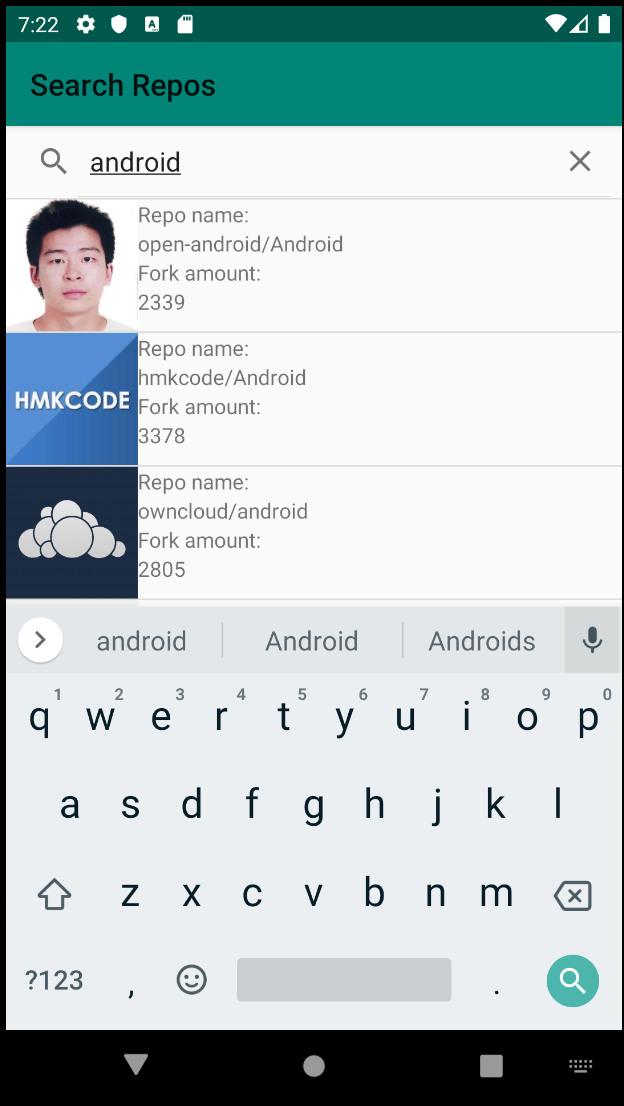 7:22
Search Repos
android
Repo name:
open-android/Android
Fork amount:
2339
HMKCODE
Repo name:
hmkcode/Android
Fork amount:
3378
Repo name:
owncloud/android
Fork amount:
2805
android Android Androids
1 2 3 4 5 6 7 8 9 0
q w e r t y u i o p
a s d f g h j k l
z x c v b n m
?123 , .